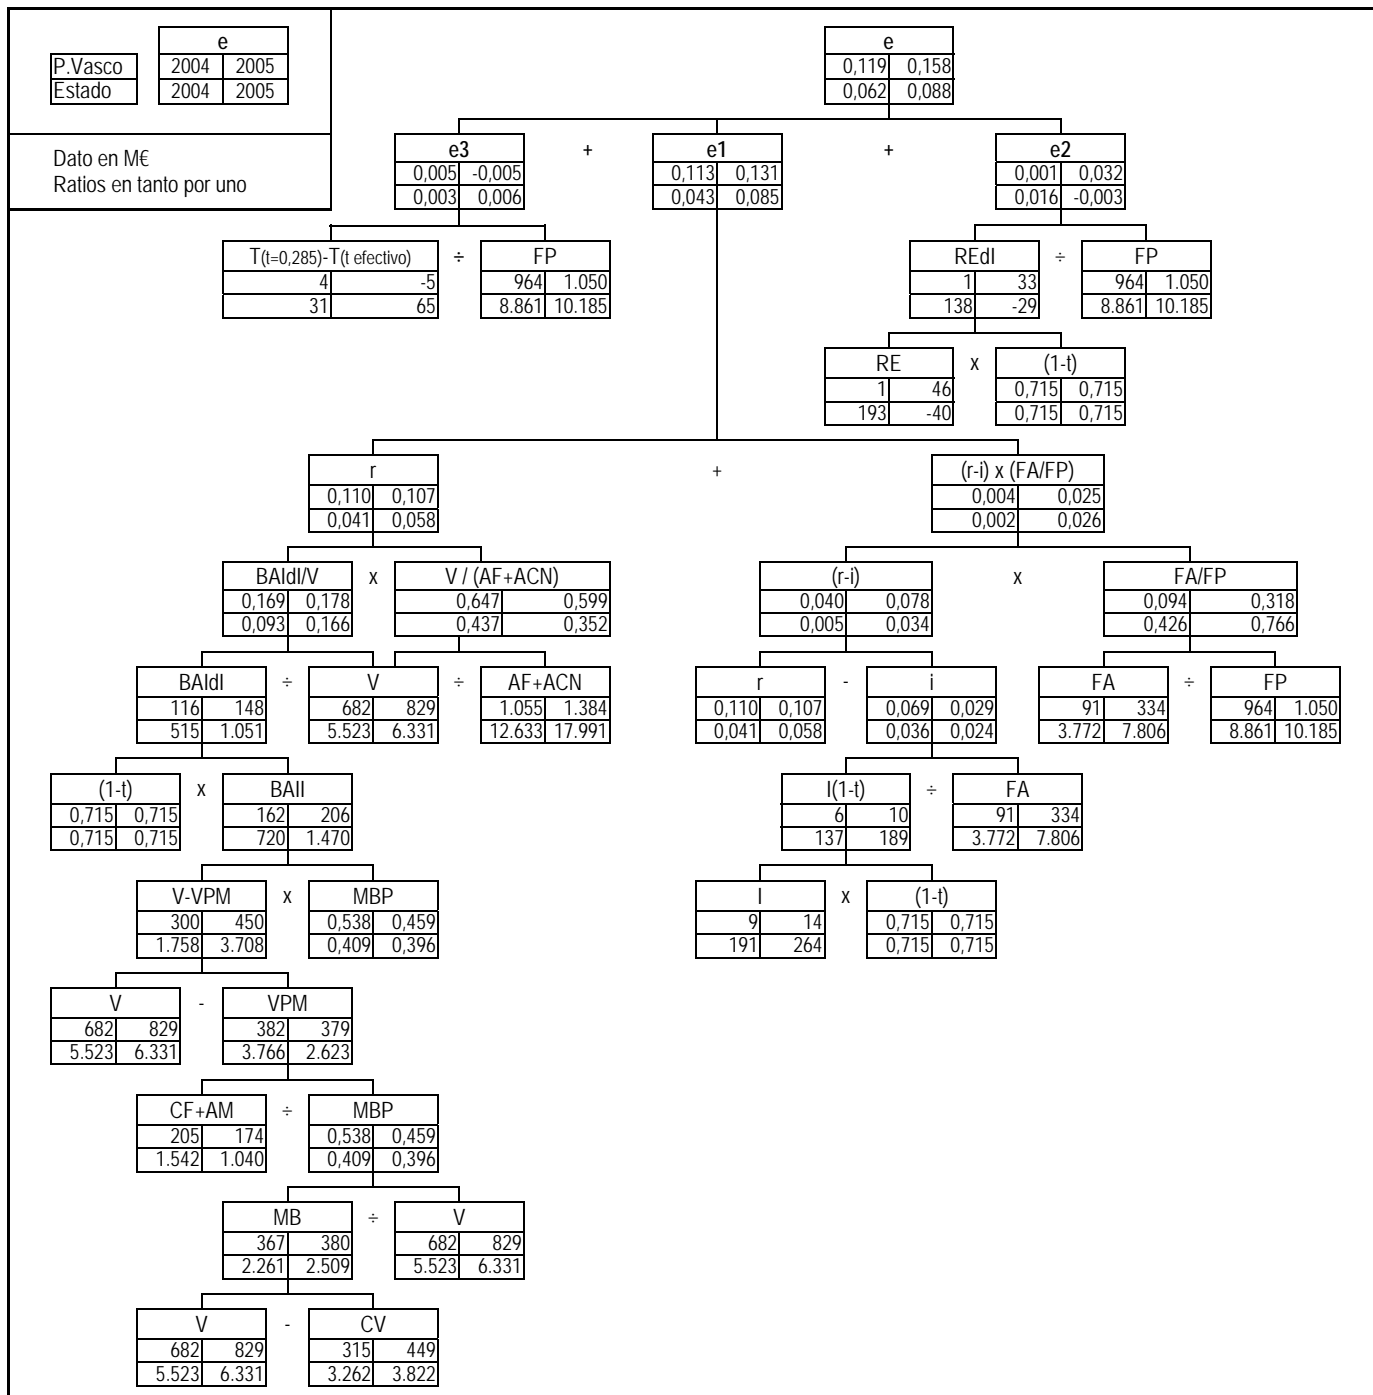 e
P.Vasco 2004 2005
Estado 2004 2005
Dato en M€
Ratios en tanto por uno
e
0,119 0,158
0,062 0,088
e3 + e1 + e2
0,005 -0,005 0,113 0,131 0,001 0,032
0,003 0,006 0,043 0,085 0,016 -0,003
T(t=0,285)-T(t efectivo) ÷ FP REdI ÷ FP
4 -5 964 1.050 1 33 964 1.050
31 65 8.861 10.185 138 -29 8.861 10.185
RE x (1-t)
1 46 0,715 0,715
193 -40 0,715 0,715
r + (r-i) x (FA/FP)
0,110 0,107 0,004 0,025
0,041 0,058 0,002 0,026
BAIdI/V x V / (AF+ACN) (r-i) x FA/FP
0,169 0,178 0,647 0,599 0,040 0,078 0,094 0,318
0,093 0,166 0,437 0,352 0,005 0,034 0,426 0,766
BAIdI ÷ V ÷ AF+ACN r - i FA ÷ FP
116 148 682 829 1.055 1.384 0,110 0,107 0,069 0,029 91 334 964 1.050
515 1.051 5.523 6.331 12.633 17.991 0,041 0,058 0,036 0,024 3.772 7.806 8.861 10.185
(1-t) x BAII I(1-t) ÷ FA
0,715 0,715 162 206 6 10 91 334
0,715 0,715 720 1.470 137 189 3.772 7.806
V-VPM x MBP I x (1-t)
300 450 0,538 0,459 9 14 0,715 0,715
1.758 3.708 0,409 0,396 191 264 0,715 0,715
V - VPM
682 829 382 379
5.523 6.331 3.766 2.623
CF+AM ÷ MBP
205 174 0,538 0,459
1.542 1.040 0,409 0,396
MB ÷ V
367 380 682 829
2.261 2.509 5.523 6.331
V - CV
682 829 315 449
5.523 6.331 3.262 3.822